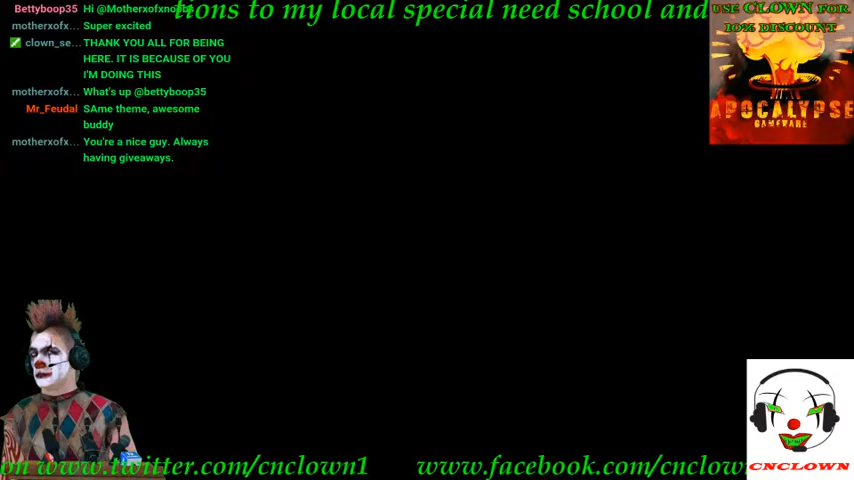 tions to my local special need school and
Bettyboop35 Hi @Motherxofxnoobs
motherxofx... Super excited
clown_se... THANK YOU ALL FOR BEING
HERE. IT IS BECAUSE OF YOU
I'M DOING THIS
motherxofx... What's up @bettyboop35
Mr_Feudal SAme theme, awesome
buddy
motherxofx... You're a nice guy. Always
having giveaways.
USE CLOWN FOR
10% DISCOUNT
APOCALYPSE
GAMEWARE
CNCLOWN
on www.twitter.com/cnclown1 www.facebook.com/cnclown